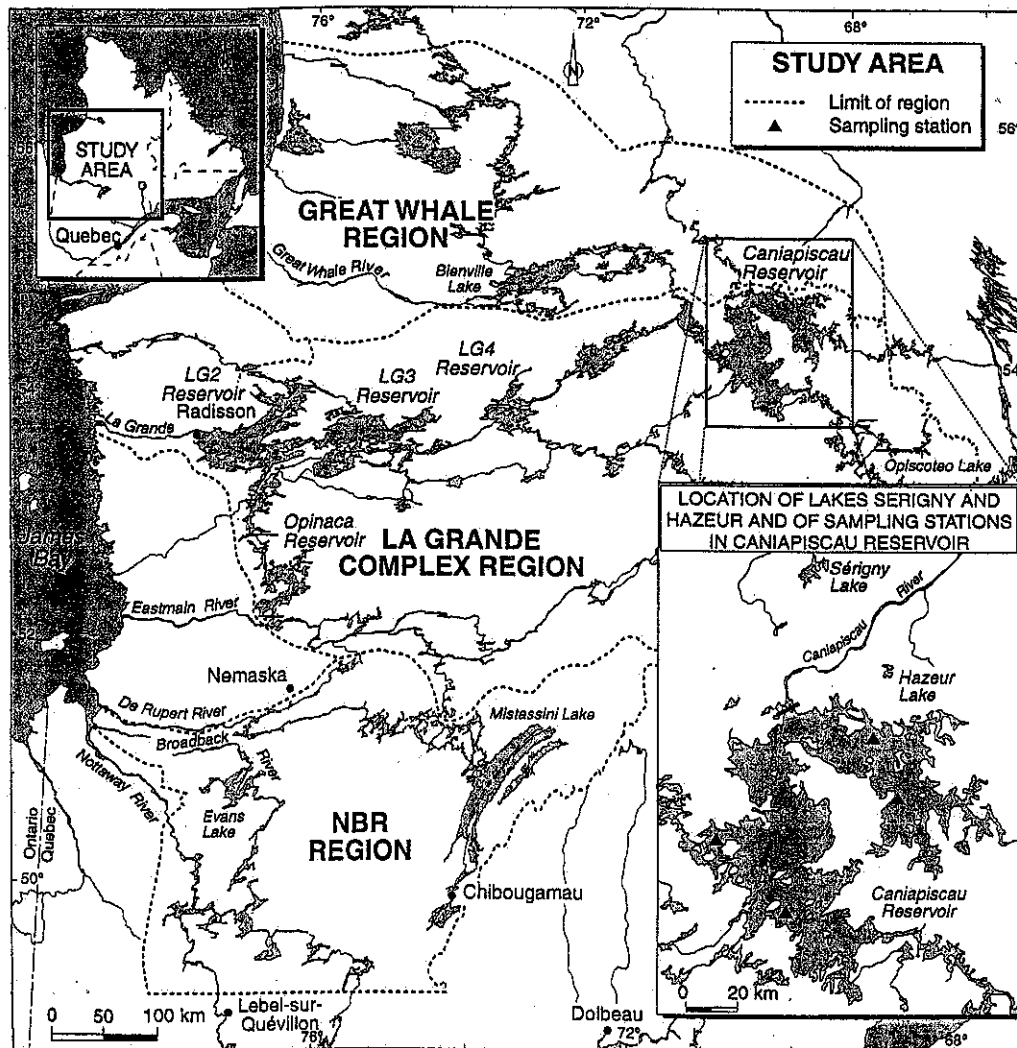 76°
72°
68°
STUDY AREA
Limit of region
Sampling station
56°
N
STUDY
AREA
Quebec
GREAT WHALE
REGION
Great Whale River
Bienville
Lake
Caniapiscau
Reservoir
LG2
Reservoir
Radisson
LG3
Reservoir
LG4
Reservoir
54
La Grande
Opiscoteo Lake
LOCATION OF LAKES SERIGNY AND
HAZEUR AND OF SAMPLING STATIONS
IN CANIAPISCAU RESERVOIR
James
Bay
Opinaca
Reservoir
LA GRANDE
COMPLEX REGION
Sérigny
Lake
Caniapiscau River
Hazeur
Lake
Eastmain River
52
Nemaska
De Rupert River
Broadback River
Mistassini Lake
Nottaway River
Evans
Lake
NBR
REGION
Ontario
Quebec
50°
Chibougamau
Caniapiscau
Reservoir
0 20 km
0 50 100 km
Lebel-sur-
Quévillon
76°
Dolbeau
72°
68°